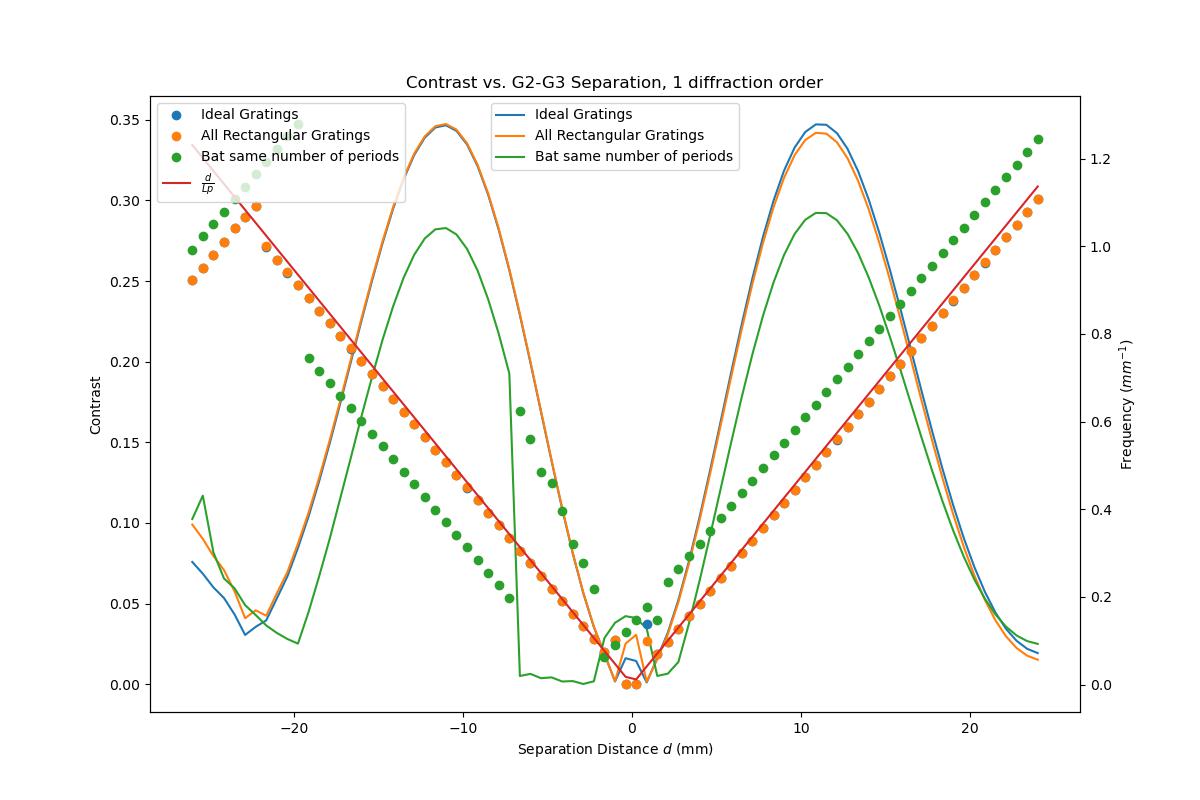 Contrast vs. G2-G3 Separation, 1 diffraction order
Ideal Gratings
All Rectangular Gratings
Bat same number of periods
d/Lp
Ideal Gratings
All Rectangular Gratings
Bat same number of periods
0.35
0.30
0.25
0.20
0.15
0.10
0.05
0.00
Contrast
1.2
1.0
0.8
0.6
0.4
0.2
0.0
Frequency (mm⁻¹)
−20
−10
0
10
20
Separation Distance d (mm)